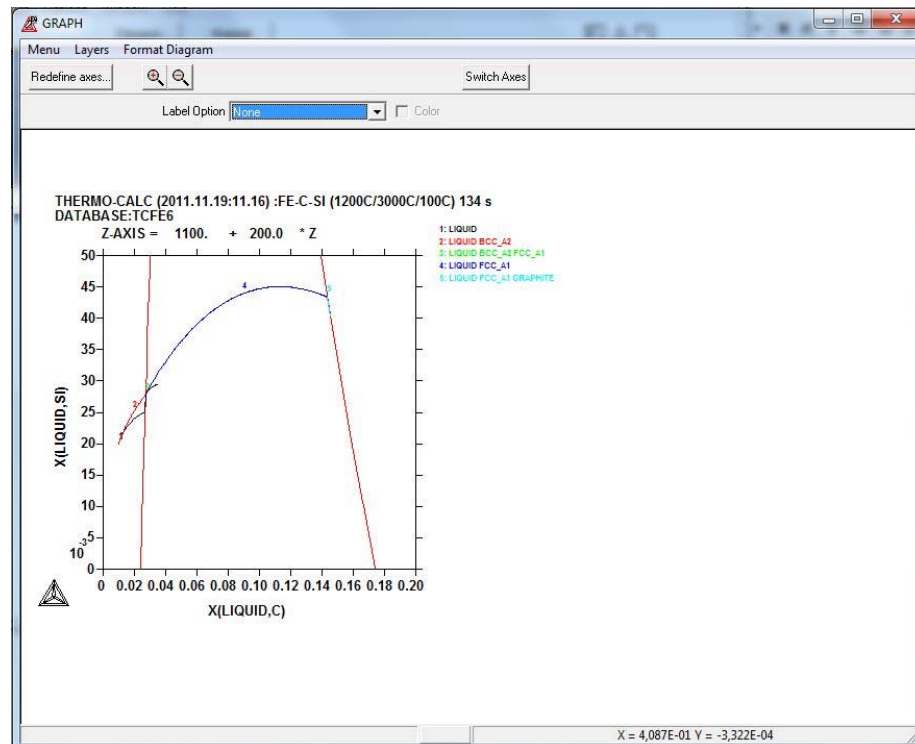 GRAPH
Menu Layers Format Diagram
Redefine axes... Switch Axes
Label Option None Color
THERMO-CALC (2011.11.19:11.16) :FE-C-SI (1200C/3000C/100C) 134 s
DATABASE:TCFE6
Z-AXIS = 1100. + 200.0 * Z
1: LIQUID
2: LIQUID BCC_A2
3: LIQUID BCC_A2 FCC_A1
4: LIQUID FCC_A1
5: LIQUID FCC_A1 GRAPHITE
50
45
40
35
30
25
20
15
10
5
0
10-3
X(LIQUID,SI)
4
5
2
0 0.02 0.04 0.06 0.08 0.10 0.12 0.14 0.16 0.18 0.20
X(LIQUID,C)
X = 4,087E-01 Y = -3,322E-04